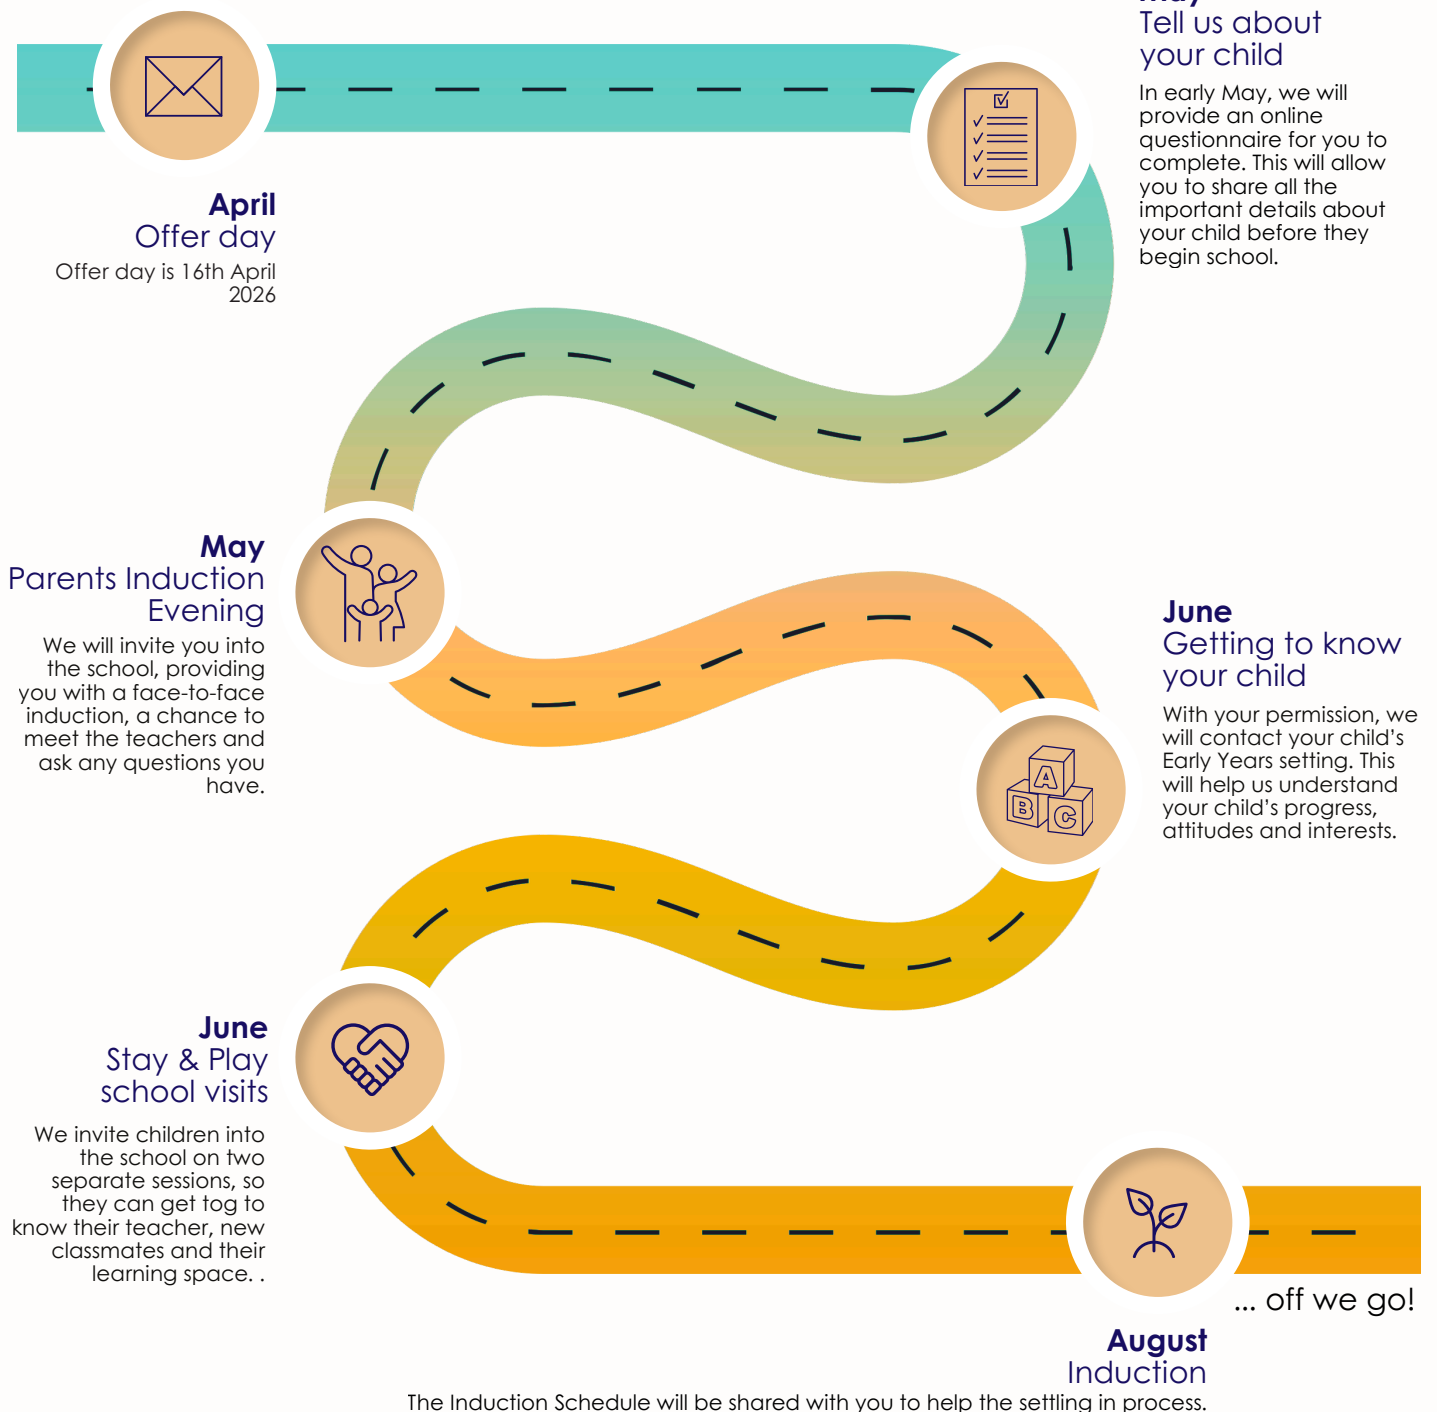 April
Offer day
Offer day is 16th April
2026
May
Tell us about
your child
In early May, we will
provide an online
questionnaire for you to
complete. This will allow
you to share all the
important details about
your child before they
begin school.
May
Parents Induction
Evening
We will invite you into
the school, providing
you with a face-to-face
induction, a chance to
meet the teachers and
ask any questions you
have.
June
Getting to know
your child
With your permission, we
will contact your child's
Early Years setting. This
will help us understand
your child's progress,
attitudes and interests.
A
B C
June
Stay & Play
school visits
We invite children into
the school on two
separate sessions, so
they can get tog to
know their teacher, new
classmates and their
learning space. .
... off we go!
August
Induction
The Induction Schedule will be shared with you to help the settling in process.